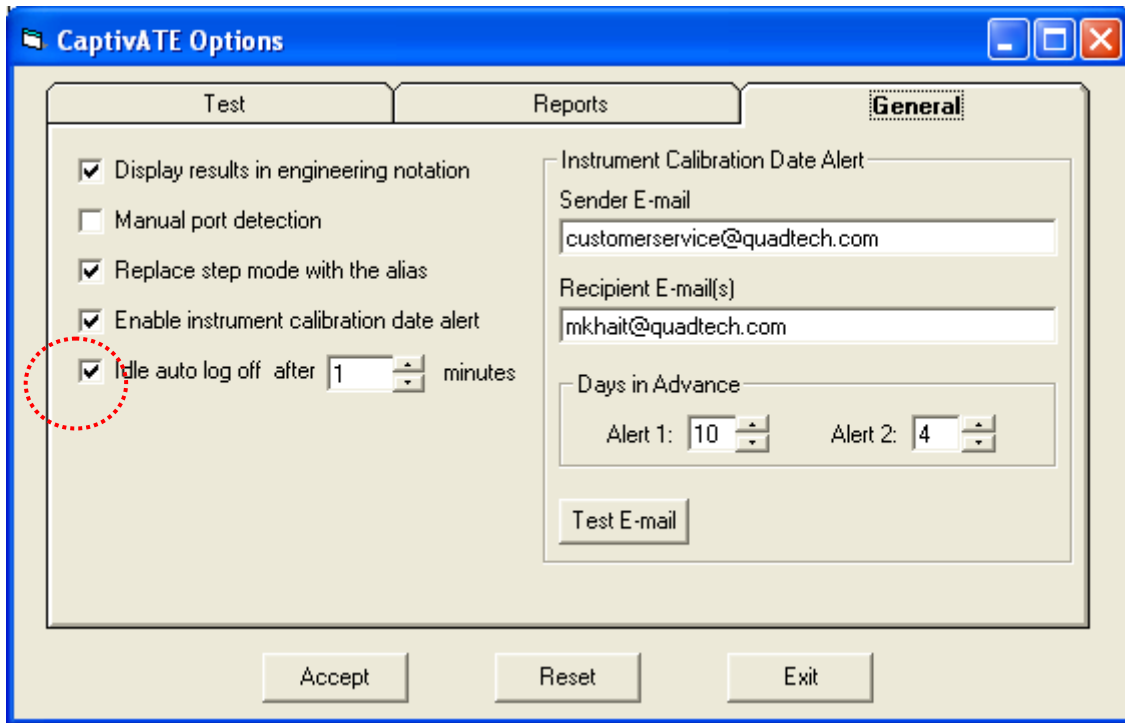 CaptivATE Options
Test
Reports
General
Display results in engineering notation
Manual port detection
Replace step mode with the alias
Enable instrument calibration date alert
Idle auto log off after 1 minutes
Instrument Calibration Date Alert
Sender E-mail
customerservice@quadtech.com
Recipient E-mail(s)
mkhait@quadtech.com
Days in Advance
Alert 1: 10 Alert 2: 4
Test E-mail
Accept
Reset
Exit